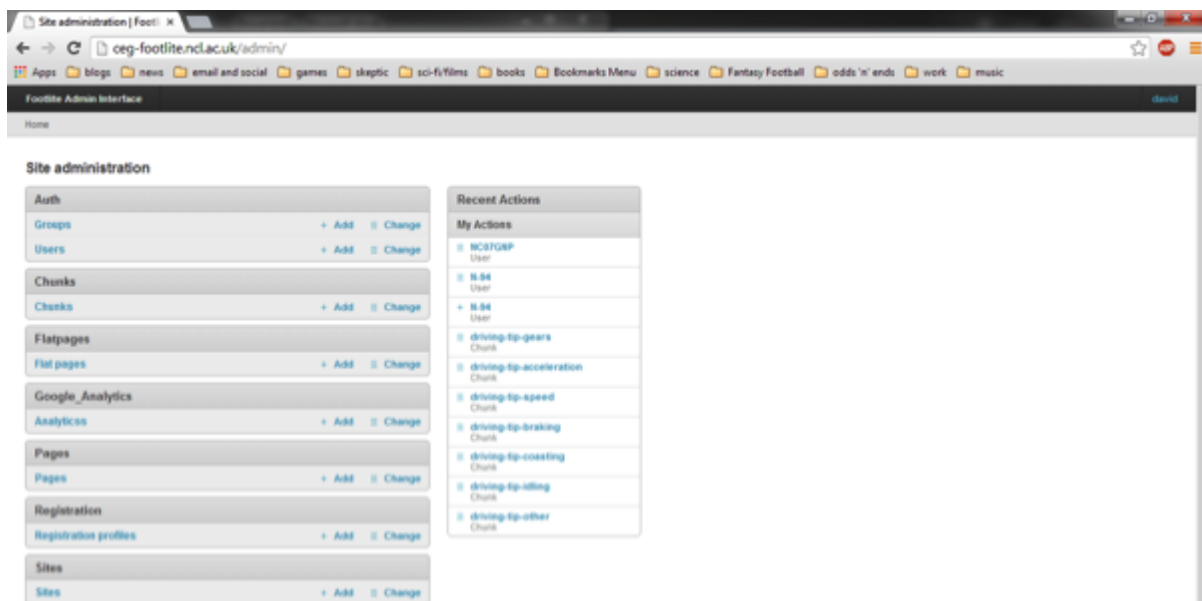 Site administration | Footl
ceg-footlite.ncl.ac.uk/admin/
ABP
Apps blogs news email and social games skeptic sci-fi/films books Bookmarks Menu science Fantasy Football odds 'n' ends work music
Footlite Admin Interface david
Home
Site administration
Auth
Groups + Add Change
Users + Add Change
Chunks
Chunks + Add Change
Flatpages
Flat pages + Add Change
Google_Analytics
Analyticss + Add Change
Pages
Pages + Add Change
Registration
Registration profiles + Add Change
Sites
Sites + Add Change
Recent Actions
My Actions
NC07GNP
User
N-94
User
+ N-94
User
driving-tip-gears
Chunk
driving-tip-acceleration
Chunk
driving-tip-speed
Chunk
driving-tip-braking
Chunk
driving-tip-coasting
Chunk
driving-tip-idling
Chunk
driving-tip-other
Chunk